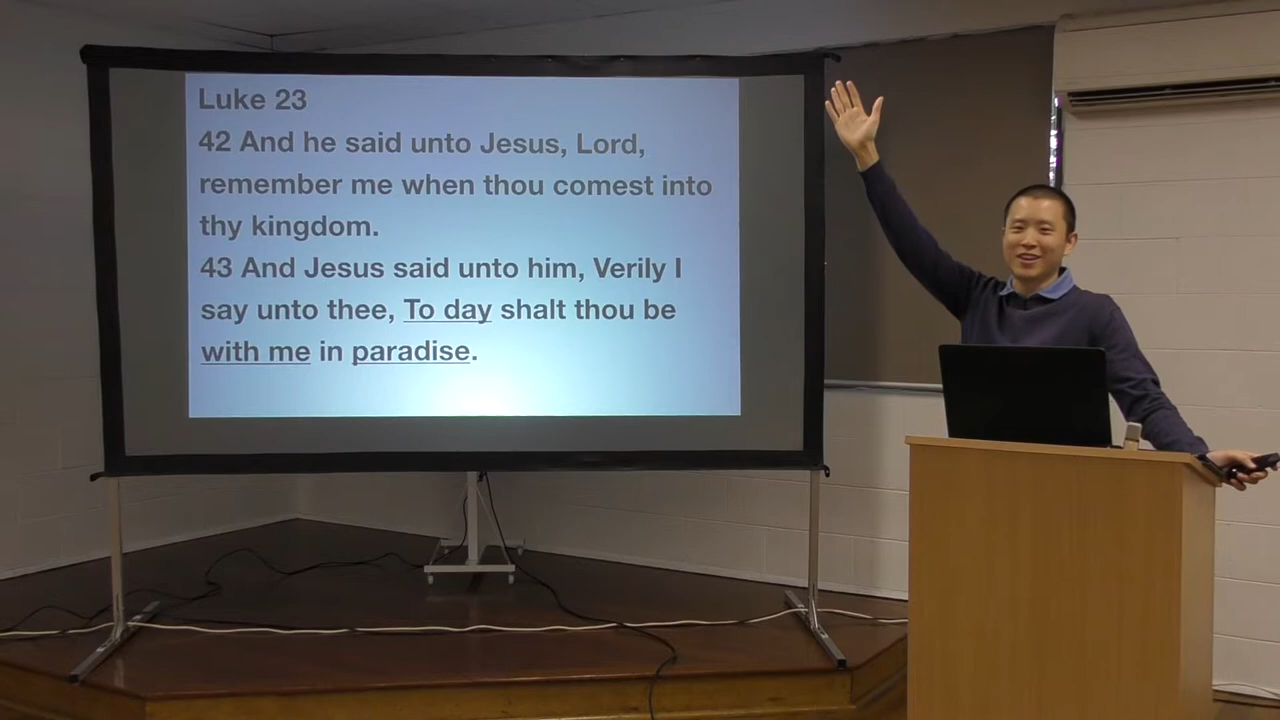 Luke 23
42 And he said unto Jesus, Lord,
remember me when thou comest into
thy kingdom.
43 And Jesus said unto him, Verily I
say unto thee, To day shalt thou be
with me in paradise.